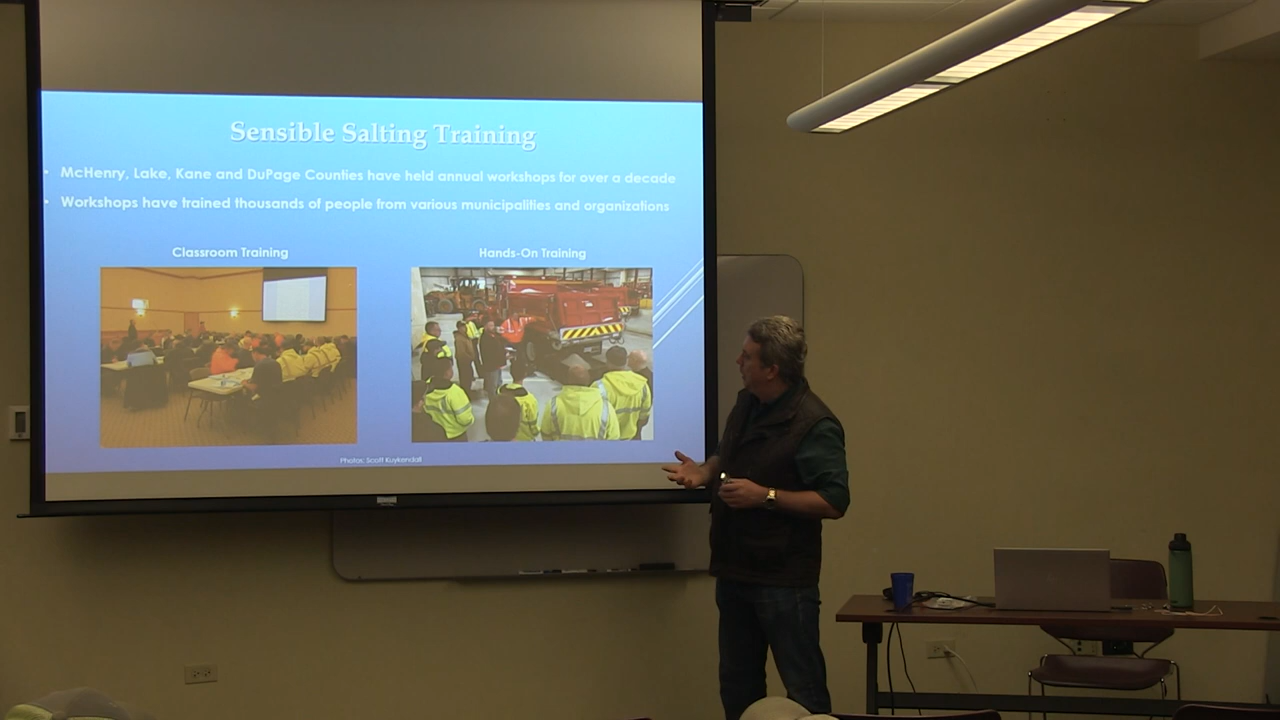 Sensible Salting Training
• McHenry, Lake, Kane and DuPage Counties have held annual workshops for over a decade
• Workshops have trained thousands of people from various municipalities and organizations
Classroom Training
Hands-On Training
Photos: Scott Kuykendall